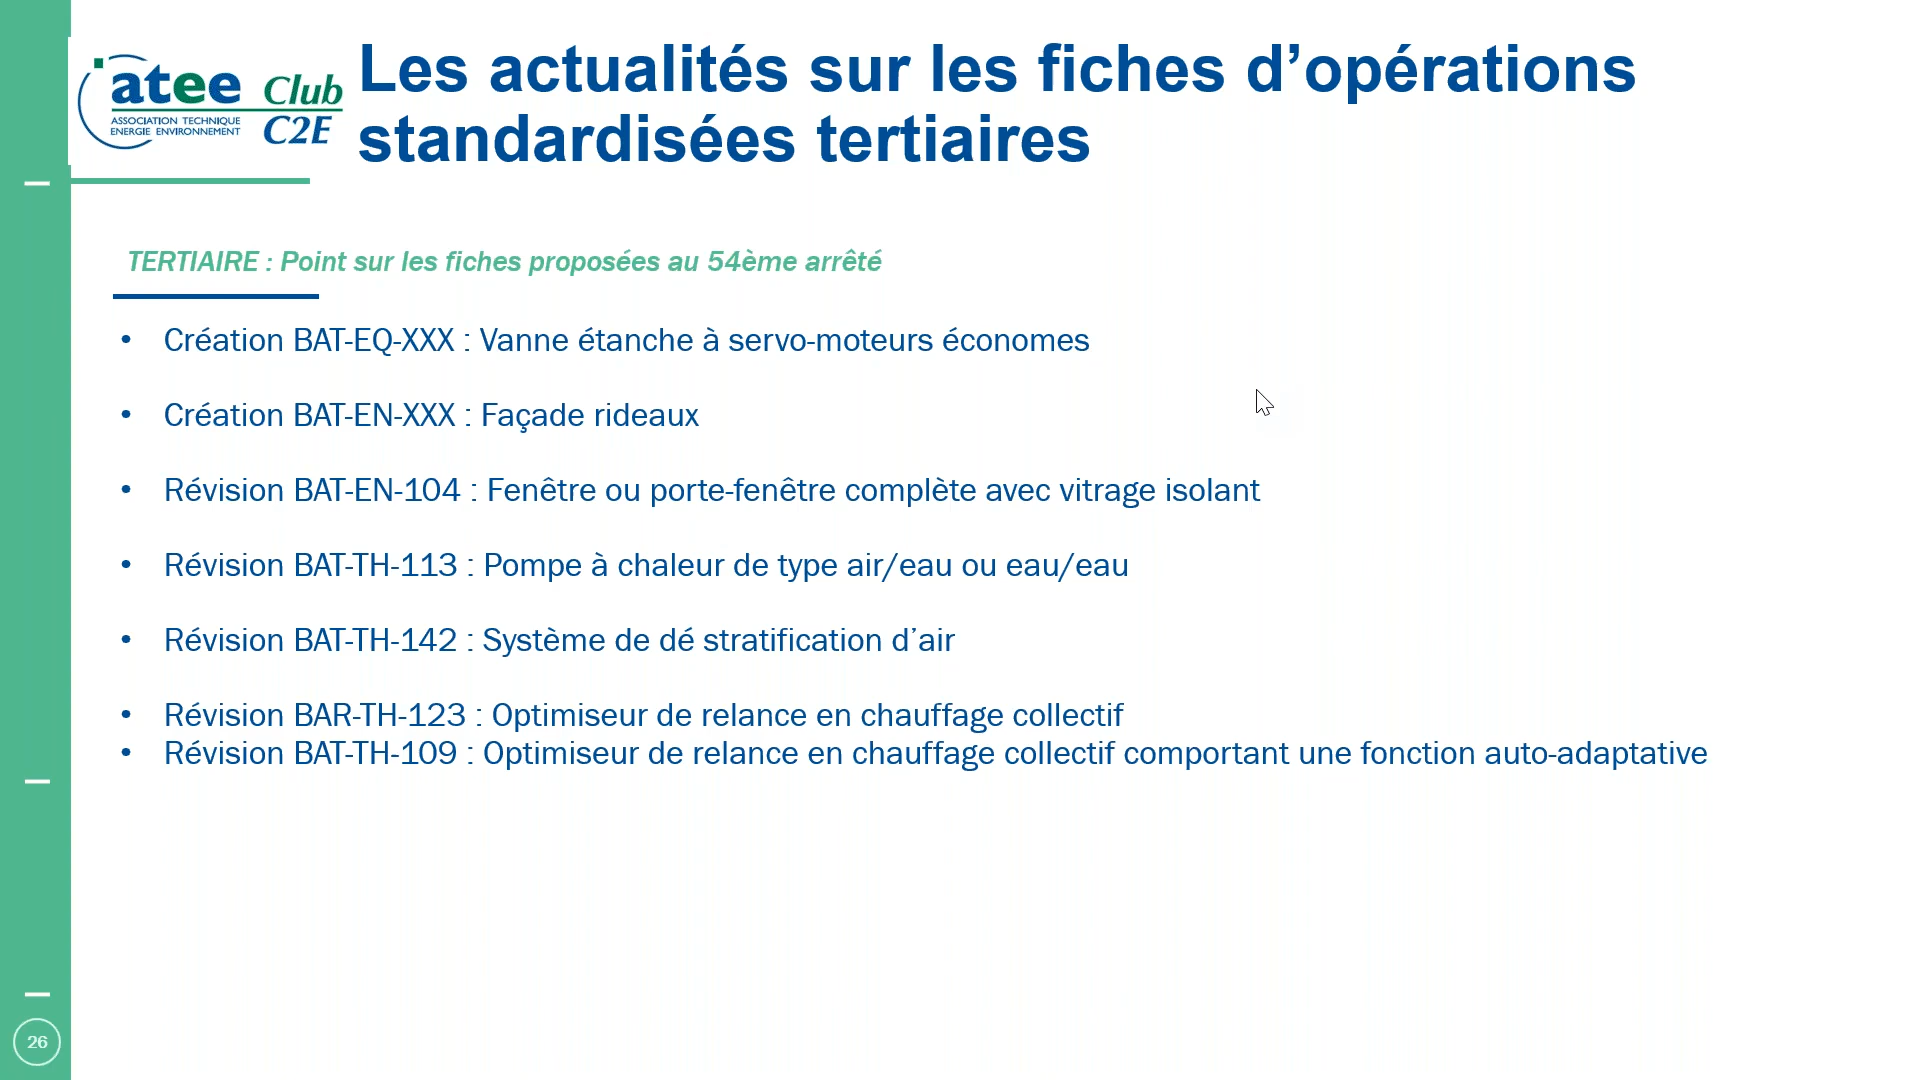 atee Club
ASSOCIATION TECHNIQUE
ENERGIE ENVIRONNEMENT
C2E
Les actualités sur les fiches d’opérations
standardisées tertiaires
TERTIAIRE : Point sur les fiches proposées au 54ème arrêté
• Création BAT-EQ-XXX : Vanne étanche à servo-moteurs économes
• Création BAT-EN-XXX : Façade rideaux
• Révision BAT-EN-104 : Fenêtre ou porte-fenêtre complète avec vitrage isolant
• Révision BAT-TH-113 : Pompe à chaleur de type air/eau ou eau/eau
• Révision BAT-TH-142 : Système de dé stratification d’air
• Révision BAR-TH-123 : Optimiseur de relance en chauffage collectif
• Révision BAT-TH-109 : Optimiseur de relance en chauffage collectif comportant une fonction auto-adaptative
26